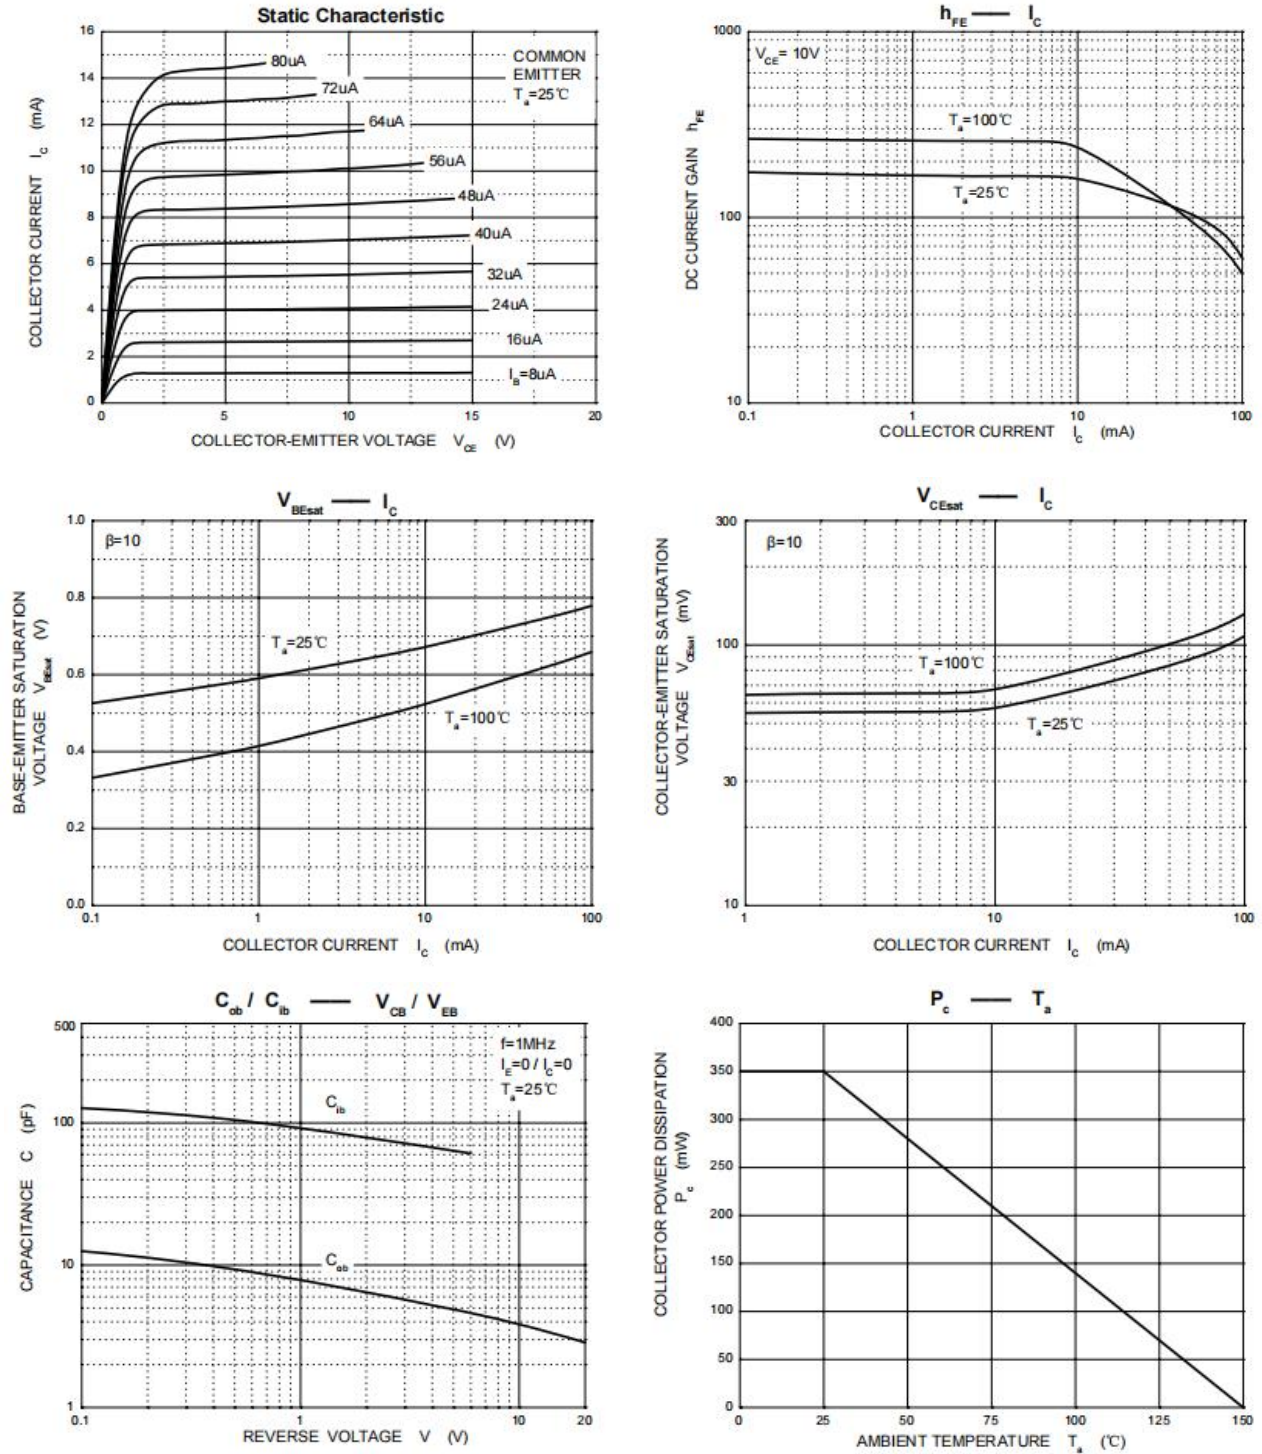 Static Characteristic
16
14
12
10
8
6
4
2
0
0
5
10
15
20
COLLECTOR CURRENT I_C (mA)
COLLECTOR-EMITTER VOLTAGE V_CE (V)
80uA
72uA
64uA
56uA
48uA
40uA
32uA
24uA
16uA
I_B=8uA
COMMON
EMITTER
T_a=25℃
h_FE —— I_C
1000
100
10
0.1
1
10
100
DC CURRENT GAIN h_FE
COLLECTOR CURRENT I_C (mA)
V_CE= 10V
T_a=100℃
T_a=25℃
V_BEsat —— I_C
1.0
0.8
0.6
0.4
0.2
0.0
0.1
1
10
100
BASE-EMITTER SATURATION
VOLTAGE V_BEsat (V)
COLLECTOR CURRENT I_C (mA)
β=10
T_a=25℃
T_a=100℃
V_CEsat —— I_C
300
100
30
10
1
10
100
COLLECTOR-EMITTER SATURATION
VOLTAGE V_CEsat (mV)
COLLECTOR CURRENT I_C (mA)
β=10
T_a=100℃
T_a=25℃
C_ob / C_ib —— V_CB / V_EB
500
100
10
1
0.1
1
10
20
CAPACITANCE C (pF)
REVERSE VOLTAGE V (V)
f=1MHz
I_E=0 / I_C=0
T_a=25℃
C_ib
C_ob
P_c —— T_a
400
350
300
250
200
150
100
50
0
0
25
50
75
100
125
150
COLLECTOR POWER DISSIPATION
P_c (mW)
AMBIENT TEMPERATURE T_a (℃)